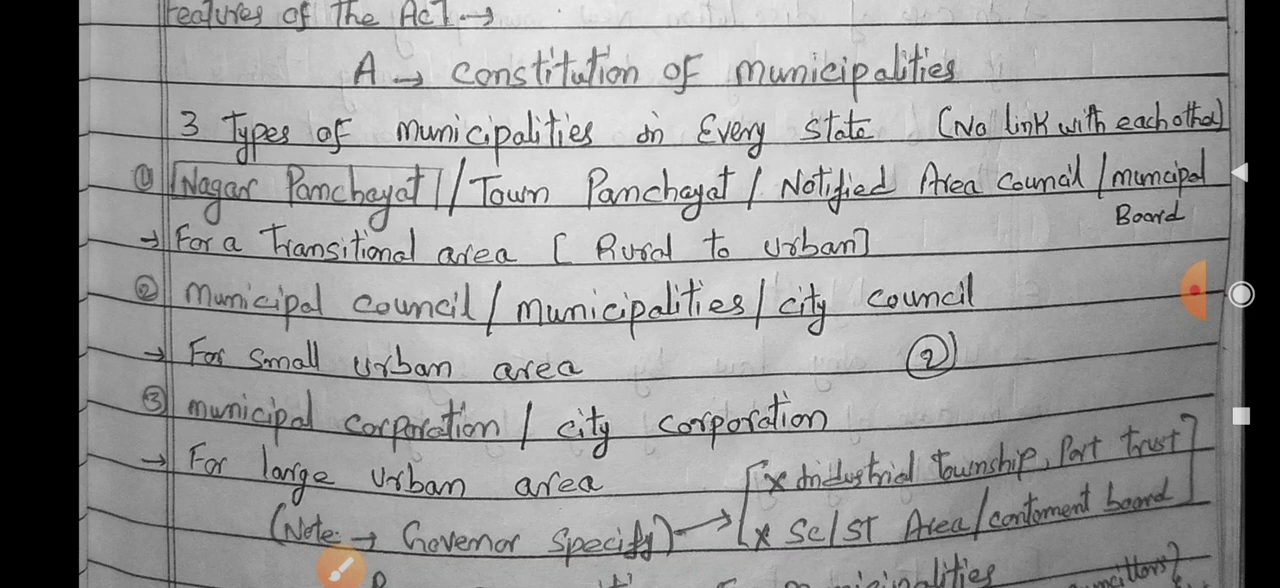 Features of the Act →
A → Constitution of municipalities
3 Types of municipalities in Every state (No link with each other)
① Nagar Panchayat / Town Panchayat / Notified Area Council / muncipal
Board
→ For a Transitional area [Rural to urban]
② Municipal council / municipalities / city council
→ For small urban area ②
③ municipal corporation / city corporation
→ For large urban area
[x Industrial township, Port trust]
(Note → Governor Specify) → [x SC/ST Area/contoment board]